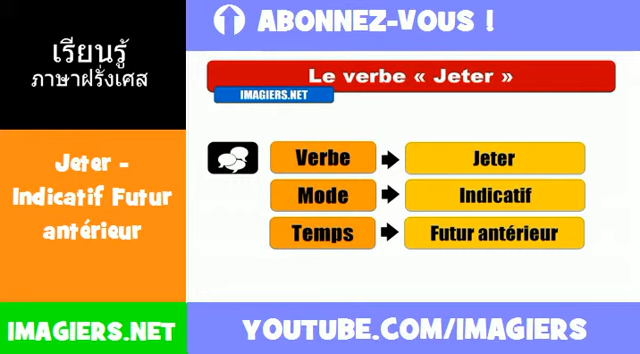 เรียนรู้
ภาษาฝรั่งเศส
Jeter -
Indicatif Futur
antérieur
IMAGIERS.NET
ABONNEZ-VOUS !
Le verbe « Jeter »
IMAGIERS.NET
Verbe Jeter
Mode Indicatif
Temps Futur antérieur
YOUTUBE.COM/IMAGIERS